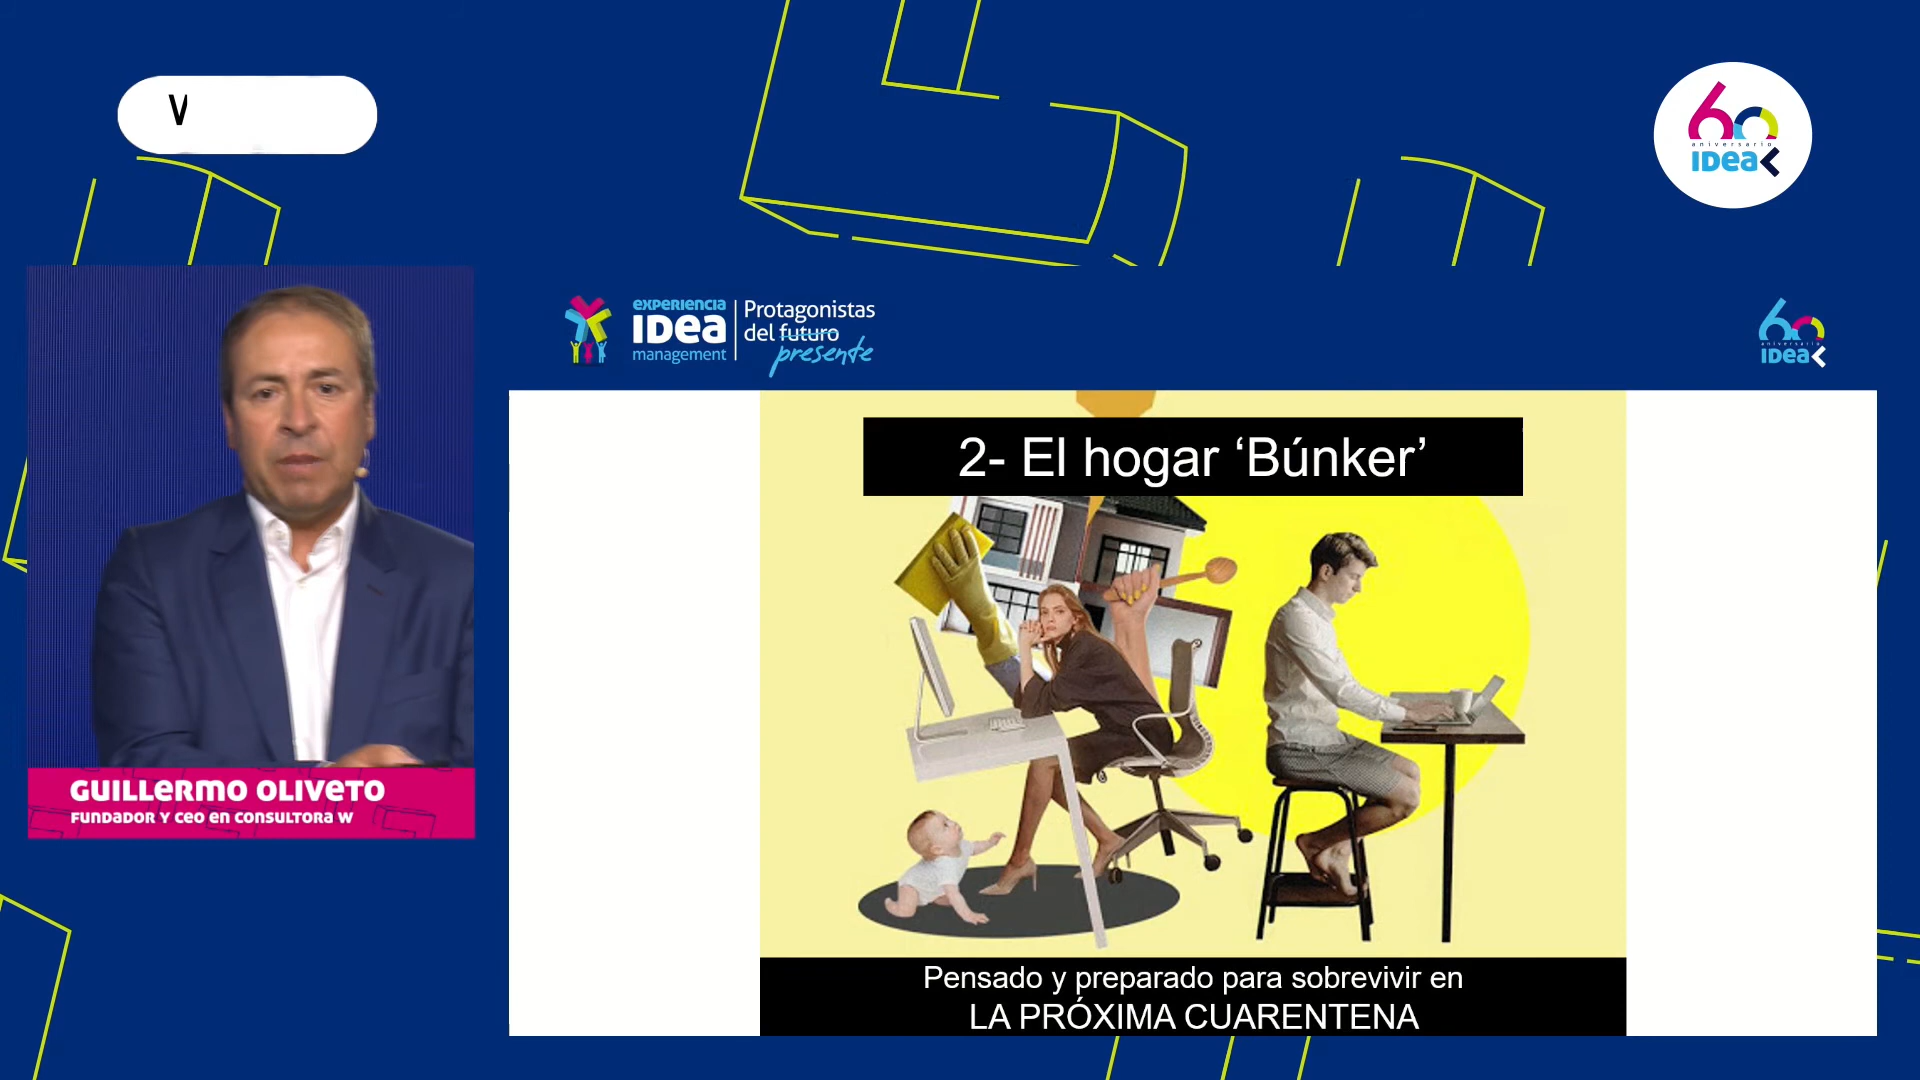 V
60
aniversario
IDEA
experiencia
IDEA
management
Protagonistas
del futuro
presente
60
aniversario
IDEA
2- El hogar ‘Búnker’
GUILLERMO OLIVETO
FUNDADOR Y CEO EN CONSULTORA W
Pensado y preparado para sobrevivir en
LA PRÓXIMA CUARENTENA